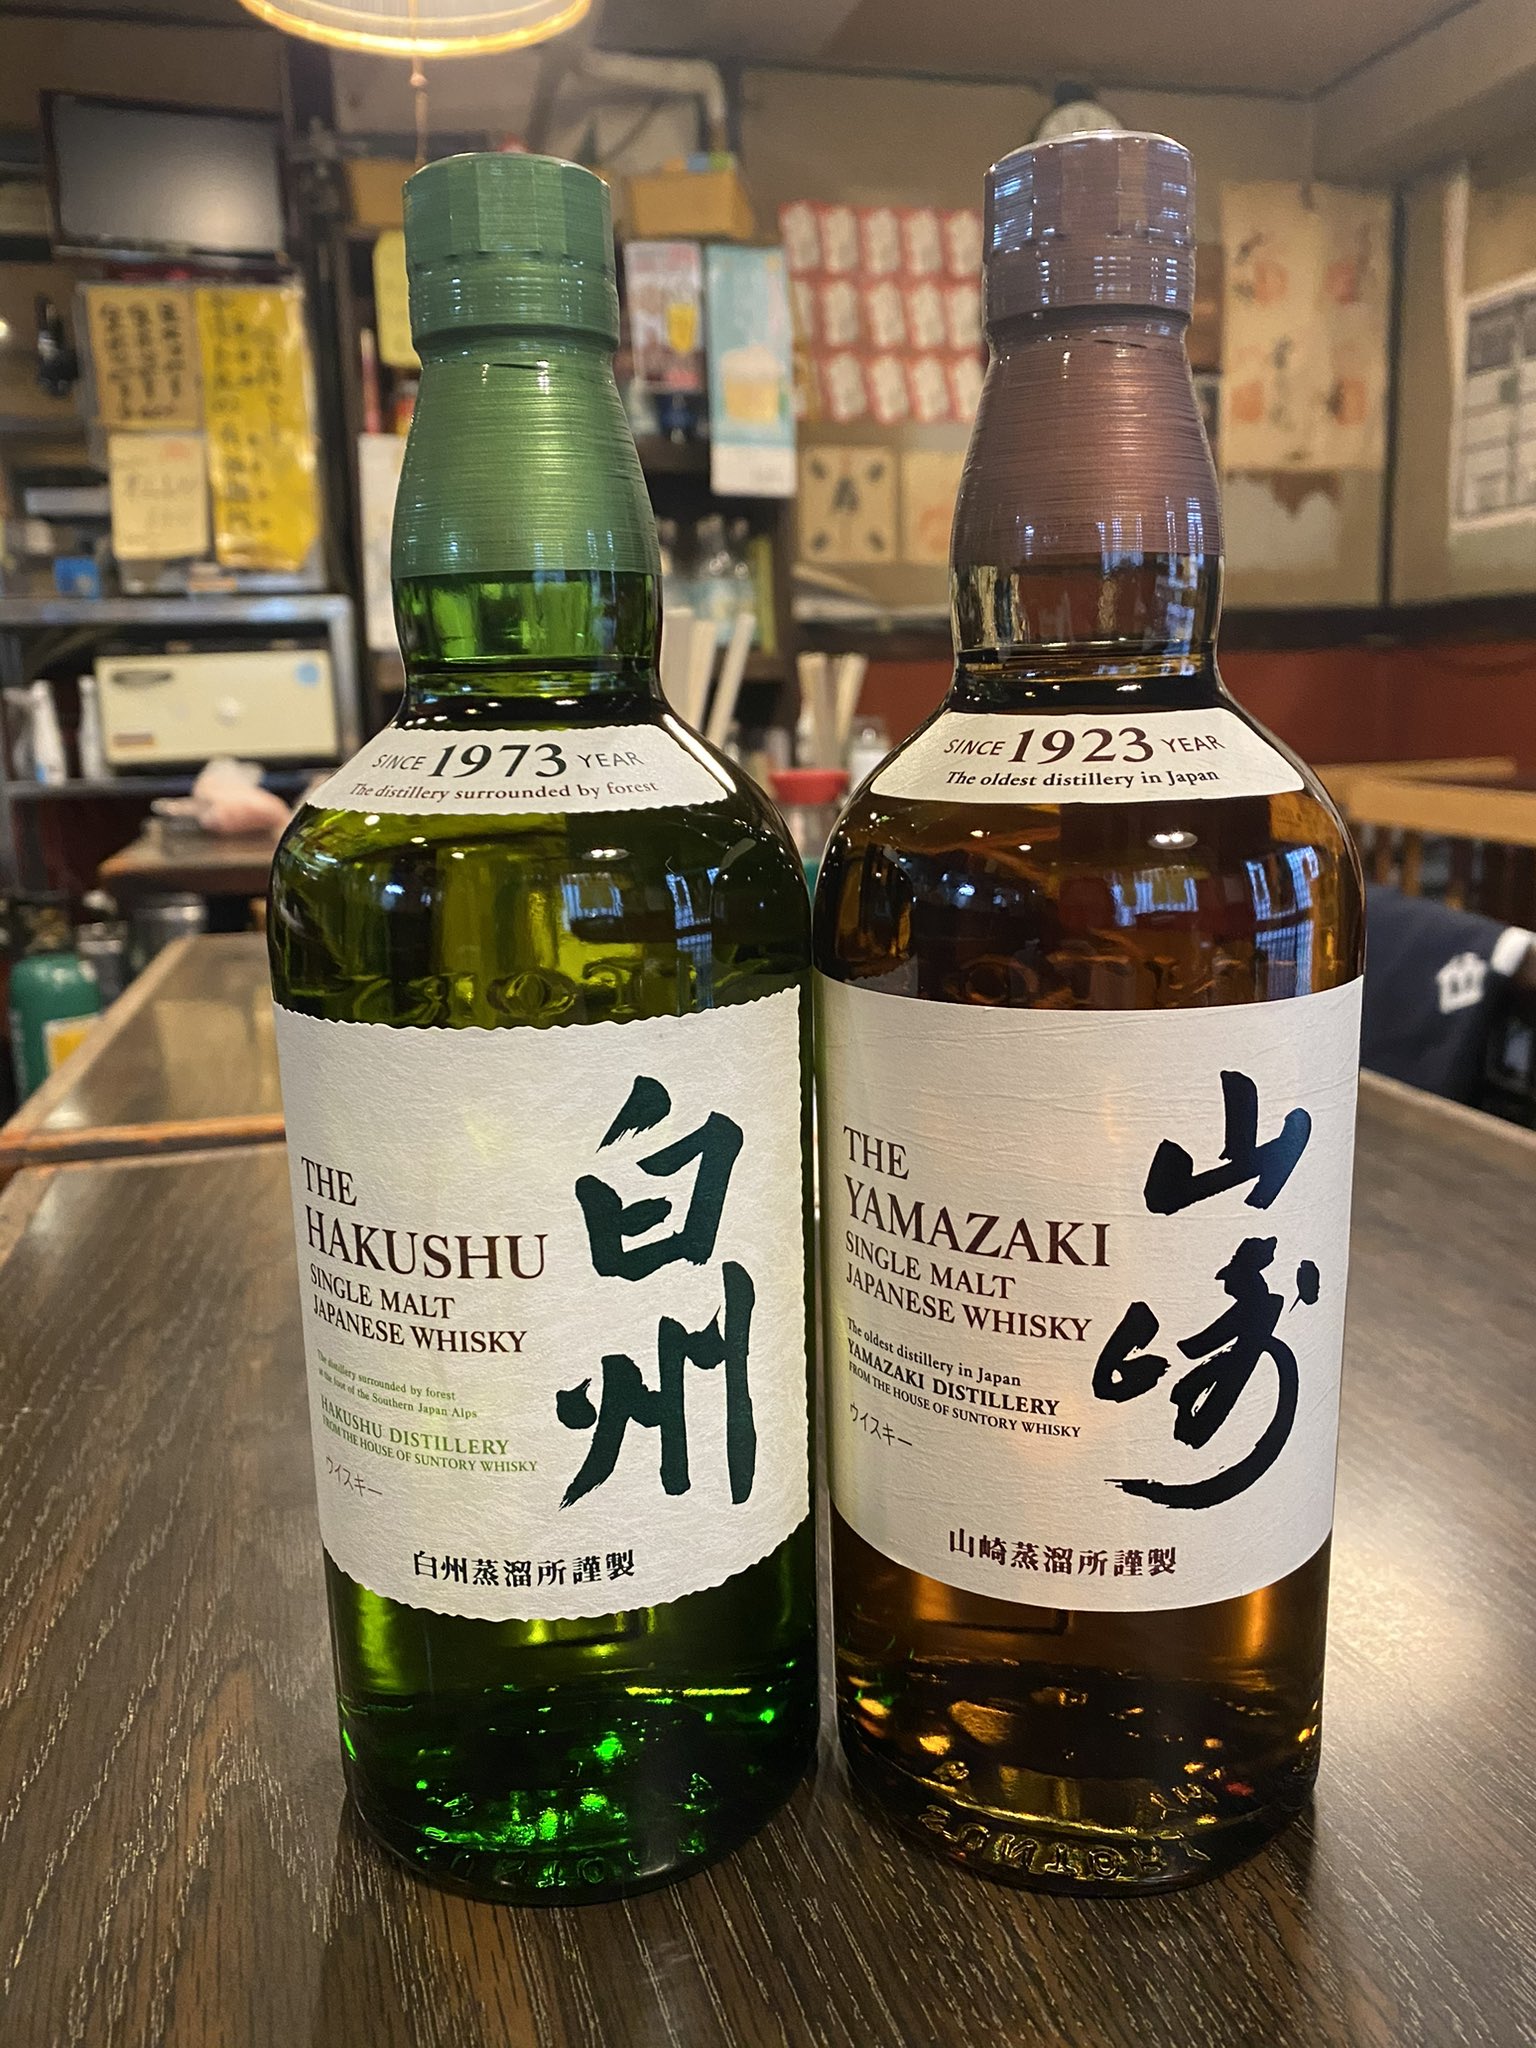 SINCE 1973 YEAR
The distillery surrounded by forest
THE
HAKUSHU
SINGLE MALT
JAPANESE WHISKY
The distillery surrounded by forest
at the foot of the Southern Japan Alps
HAKUSHU DISTILLERY
FROM THE HOUSE OF SUNTORY WHISKY
ウイスキー
白州
白州蒸溜所謹製
SINCE 1923 YEAR
The oldest distillery in Japan
THE
YAMAZAKI
SINGLE MALT
JAPANESE WHISKY
The oldest distillery in Japan
YAMAZAKI DISTILLERY
FROM THE HOUSE OF SUNTORY WHISKY
ウイスキー
山崎
山崎蒸溜所謹製
SUNTORY